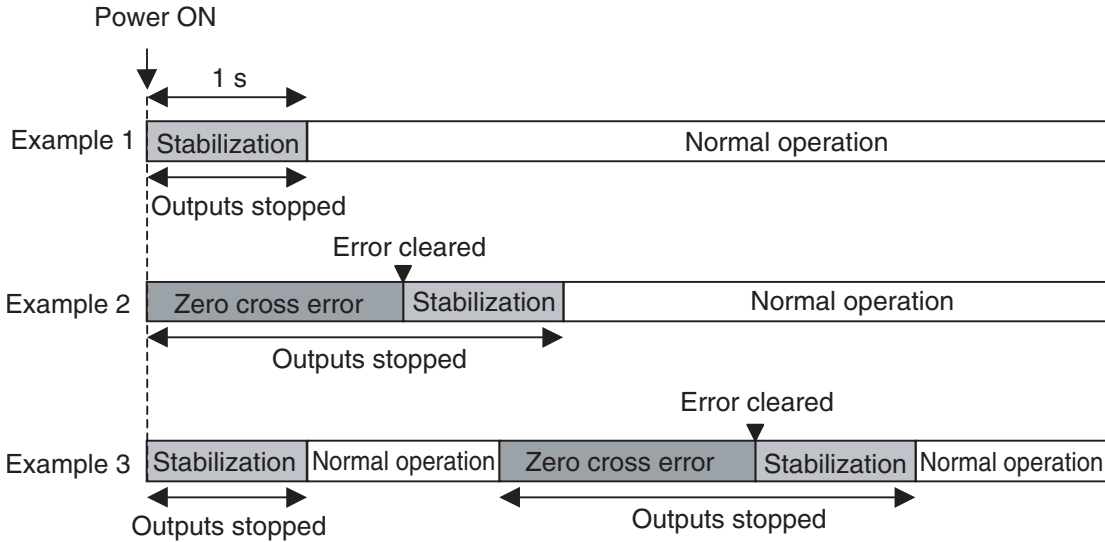 Power ON
1 s
Example 1
Stabilization
Normal operation
Outputs stopped
Error cleared
Example 2
Zero cross error
Stabilization
Normal operation
Outputs stopped
Error cleared
Example 3
Stabilization
Normal operation
Zero cross error
Stabilization
Normal operation
Outputs stopped
Outputs stopped